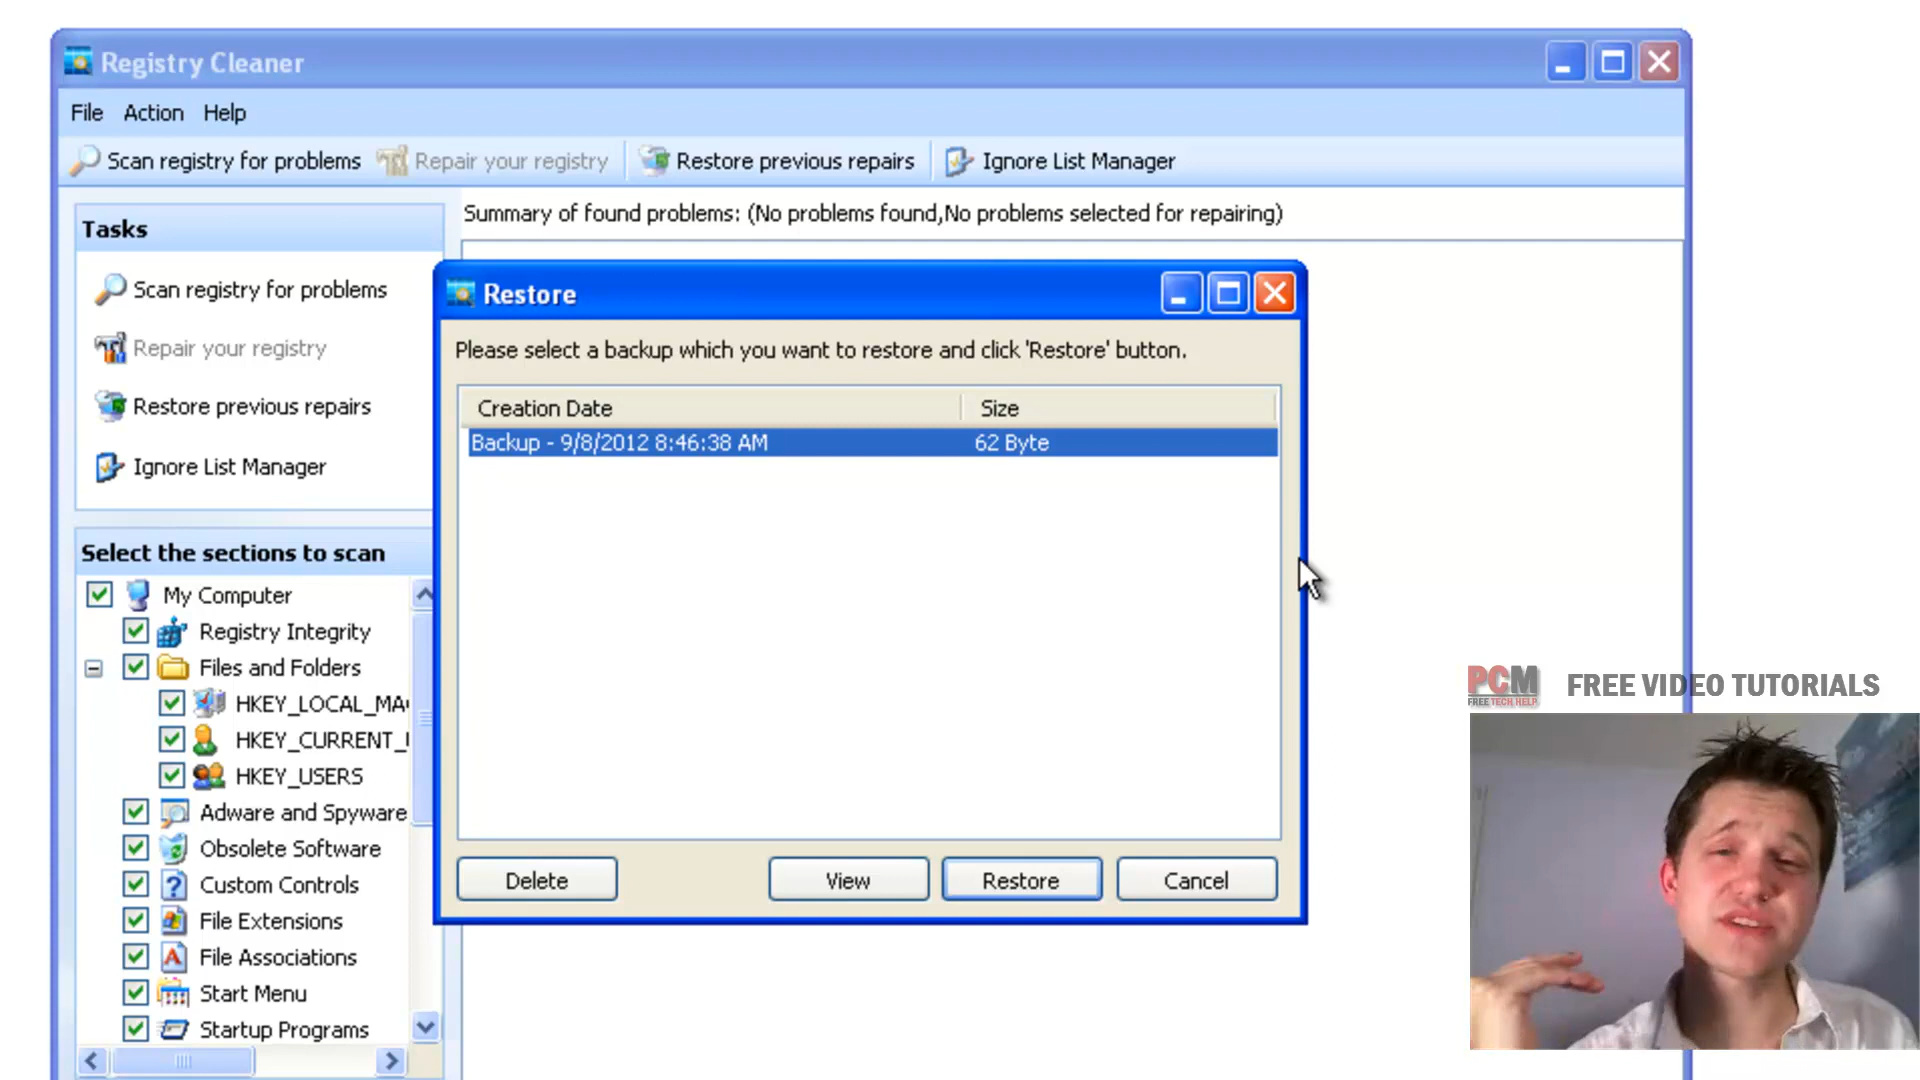 Registry Cleaner
File Action Help
Scan registry for problems Repair your registry Restore previous repairs Ignore List Manager
Tasks
Scan registry for problems
Repair your registry
Restore previous repairs
Ignore List Manager
Select the sections to scan
My Computer
Registry Integrity
Files and Folders
HKEY_LOCAL_MA
HKEY_CURRENT_
HKEY_USERS
Adware and Spyware
Obsolete Software
Custom Controls
File Extensions
File Associations
Start Menu
Startup Programs
Summary of found problems: (No problems found,No problems selected for repairing)
Restore
Please select a backup which you want to restore and click 'Restore' button.
Creation Date Size
Backup - 9/8/2012 8:46:38 AM 62 Byte
Delete View Restore Cancel
PCM
FREE TECH HELP
FREE VIDEO TUTORIALS